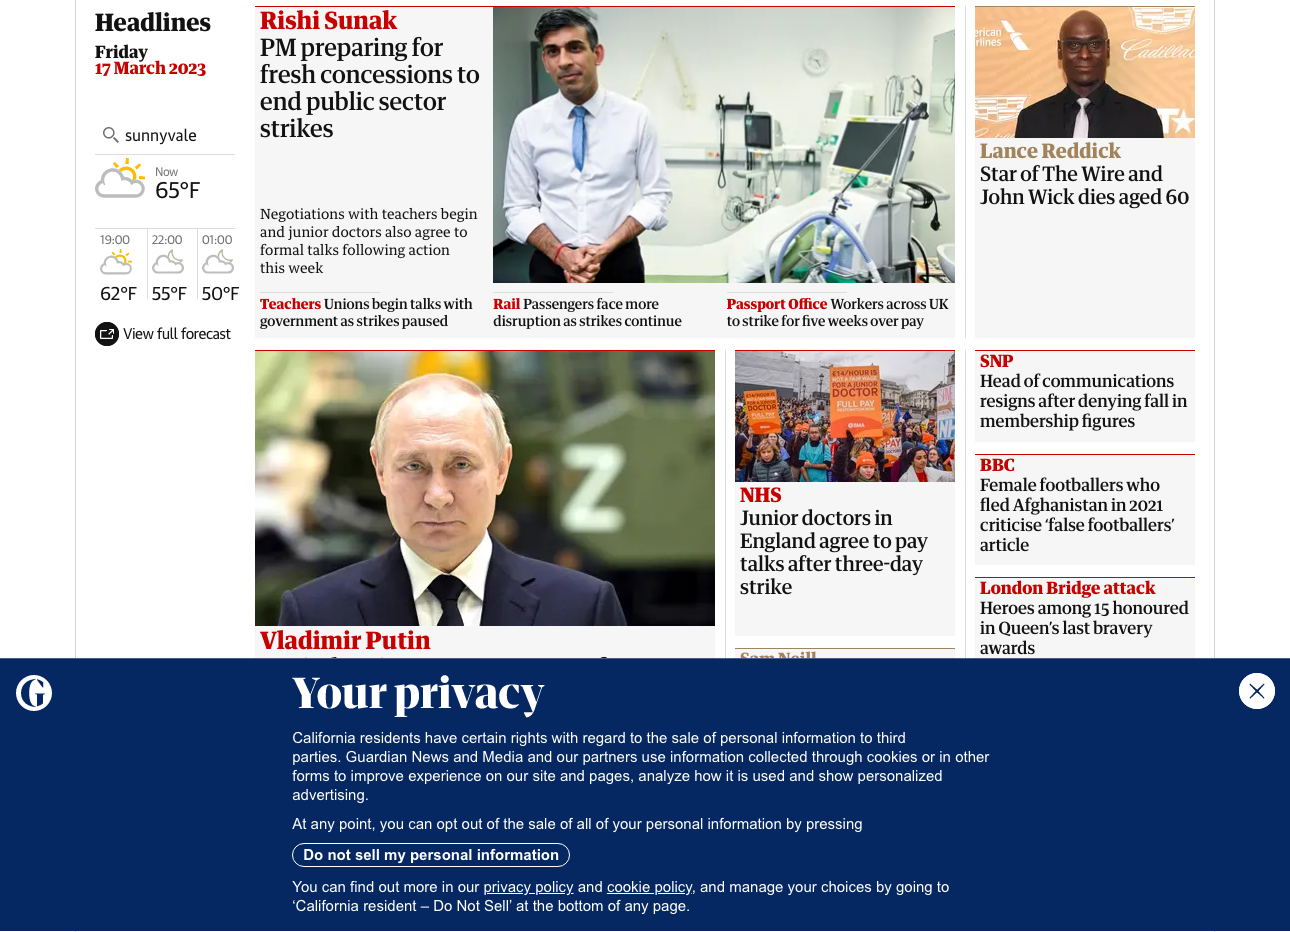 Headlines
Friday
17 March 2023
sunnyvale
Now
65°F
19:00
22:00
01:00
62°F
55°F
50°F
View full forecast
Rishi Sunak
PM preparing for
fresh concessions to
end public sector
strikes
Negotiations with teachers begin
and junior doctors also agree to
formal talks following action
this week
Teachers Unions begin talks with
government as strikes paused
Rail Passengers face more
disruption as strikes continue
Passport Office Workers across UK
to strike for five weeks over pay
erican
rlines
Cadillac
Lance Reddick
Star of The Wire and
John Wick dies aged 60
Z
Vladimir Putin
£14/HOUR IS
FOR A JUNIOR
DOCTOR
FULL PAY
BMA
NHS
Junior doctors in
England agree to pay
talks after three-day
strike
Sam Neill
SNP
Head of communications
resigns after denying fall in
membership figures
BBC
Female footballers who
fled Afghanistan in 2021
criticise ‘false footballers’
article
London Bridge attack
Heroes among 15 honoured
in Queen’s last bravery
awards
Your privacy
California residents have certain rights with regard to the sale of personal information to third
parties. Guardian News and Media and our partners use information collected through cookies or in other
forms to improve experience on our site and pages, analyze how it is used and show personalized
advertising.
At any point, you can opt out of the sale of all of your personal information by pressing
Do not sell my personal information
You can find out more in our privacy policy and cookie policy, and manage your choices by going to
‘California resident – Do Not Sell’ at the bottom of any page.